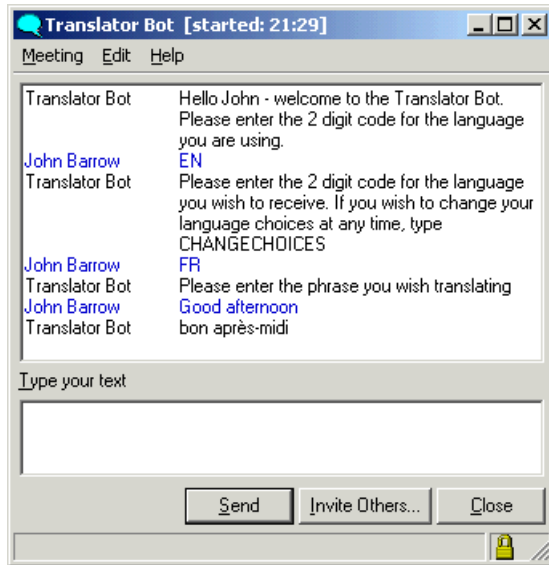 Translator Bot [started: 21:29]
Meeting Edit Help
Translator Bot Hello John - welcome to the Translator Bot.
Please enter the 2 digit code for the language
you are using.
John Barrow EN
Translator Bot Please enter the 2 digit code for the language
you wish to receive. If you wish to change your
language choices at any time, type
CHANGECHOICES
John Barrow FR
Translator Bot Please enter the phrase you wish translating
John Barrow Good afternoon
Translator Bot bon après-midi
Type your text
Send Invite Others... Close